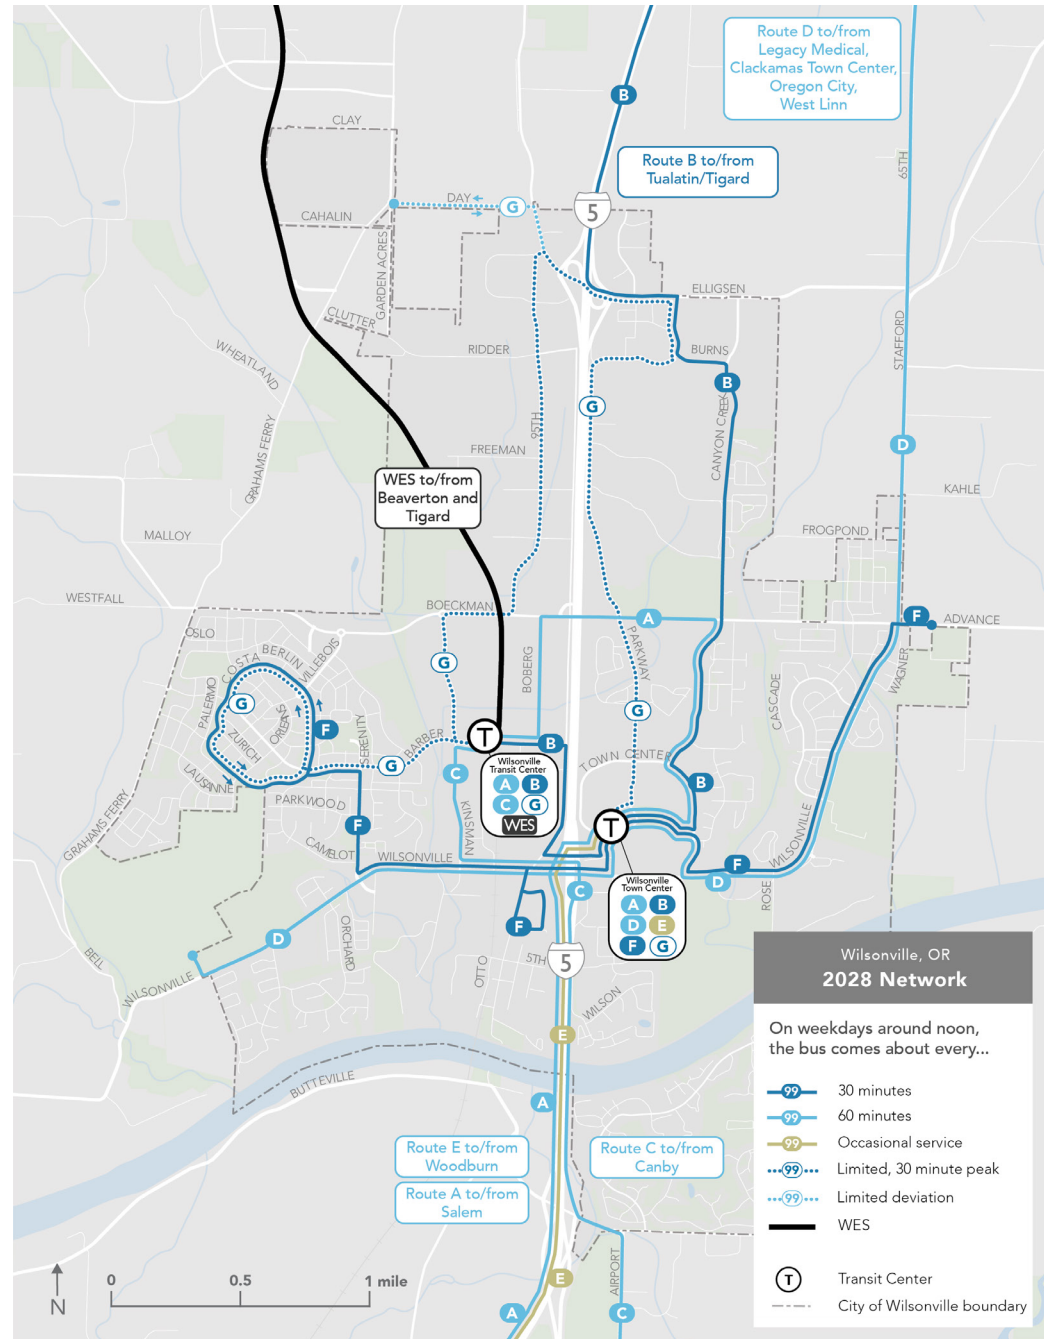 Route D to/from
Legacy Medical,
Clackamas Town Center,
Oregon City,
West Linn
B
CLAY
65TH
Route B to/from
Tualatin/Tigard
DAY
G
5
CAHALIN
GARDEN ACRES
ELLIGSEN
CLUTTER
STAFFORD
RIDDER
BURNS
WHEATLAND
B
G
95TH
CANYON CREEK
GRAHAMS FERRY
FREEMAN
D
WES to/from
Beaverton and
Tigard
KAHLE
FROGPOND
MALLOY
WESTFALL
BOECKMAN
A
F
ADVANCE
OSLO
COSTA
BERLIN
VILLEBOIS
G
BOBERG
PARKWAY
WAGNER
PALERMO
G
ORLEANS
F
SERENITY
CASCADE
G
ZURICH
BARBER
T
B
TOWN CENTER
LAUSANNE
G
C
Wilsonville
Transit Center
A B
C G
WES
B
PARKWOOD
KINSMAN
GRAHAMS FERRY
F
T
CAMELOT
WILSONVILLE
F
WILSONVILLE
D
ROSE
C
Wilsonville
Town Center
A B
D E
F G
F
D
ORCHARD
BELL
WILSONVILLE
OTTO
5TH
5
WILSON
E
BUTTEVILLE
A
Route E to/from
Woodburn
Route C to/from
Canby
Route A to/from
Salem
AIRPORT
E
A
C
N
0 0.5 1 mile
Wilsonville, OR
2028 Network
On weekdays around noon,
the bus comes about every...
99 30 minutes
99 60 minutes
99 Occasional service
99 Limited, 30 minute peak
99 Limited deviation
WES
T Transit Center
City of Wilsonville boundary